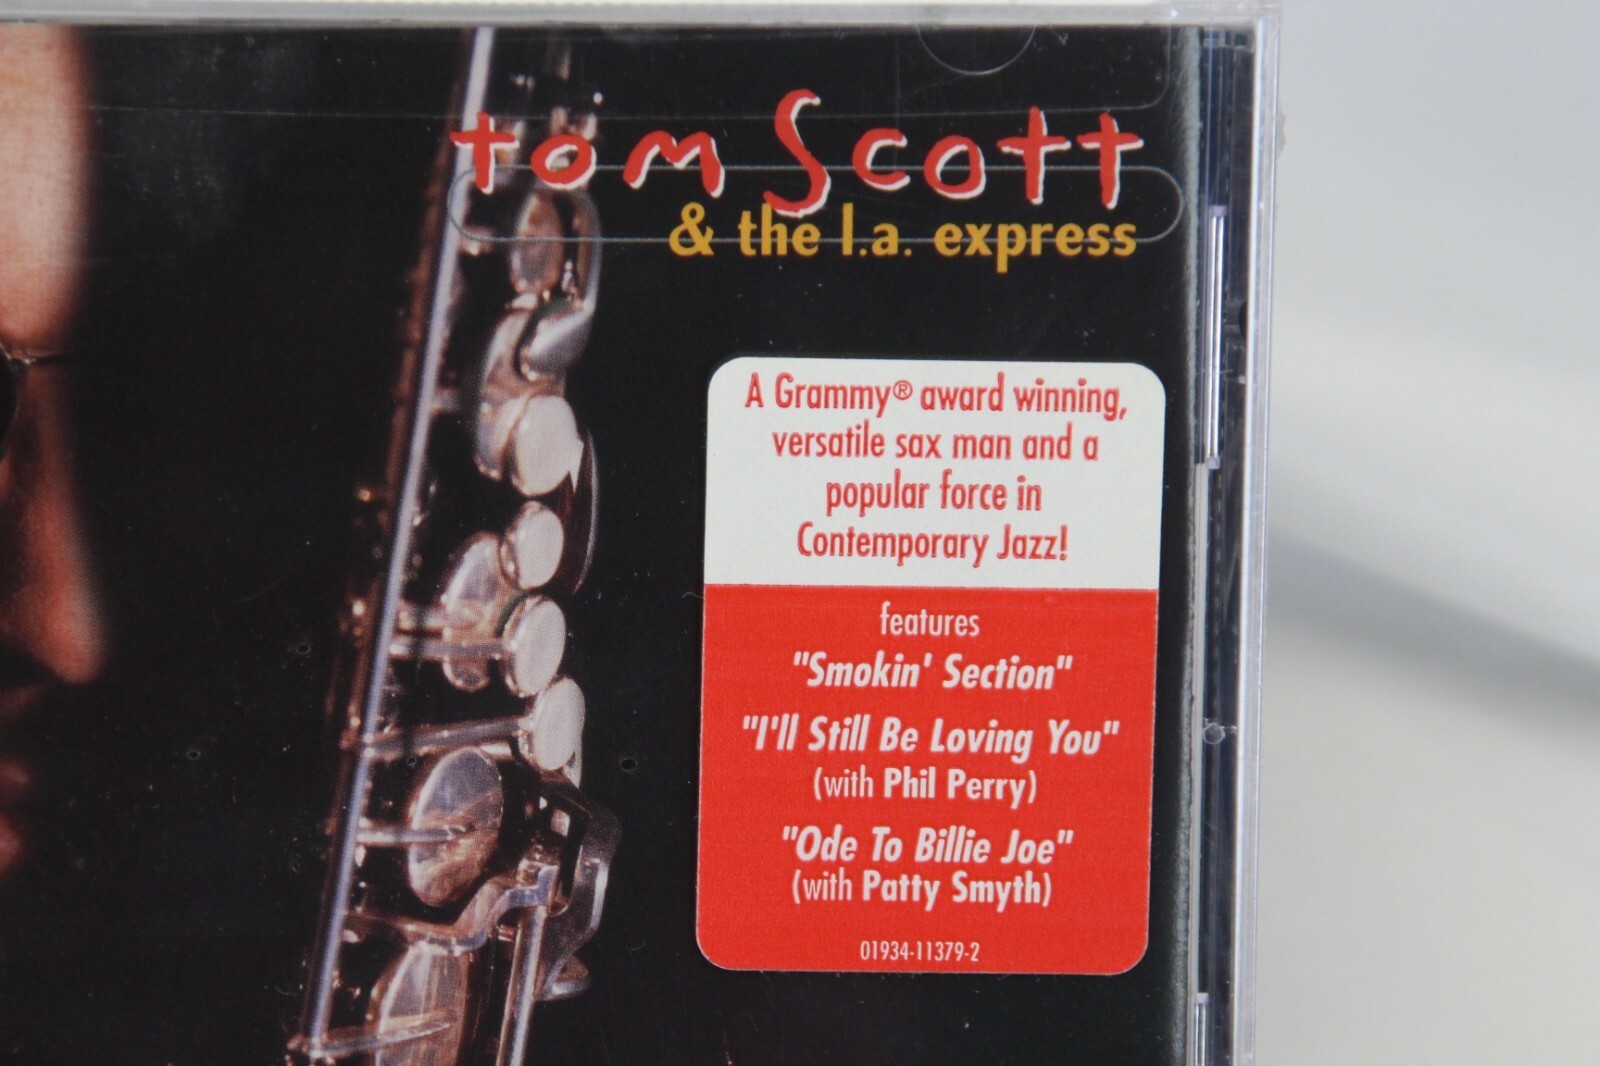 tom Scott
& the l.a. express
A Grammy® award winning,
versatile sax man and a
popular force in
Contemporary Jazz!
features
"Smokin' Section"
"I'll Still Be Loving You"
(with Phil Perry)
"Ode To Billie Joe"
(with Patty Smyth)
01934-11379-2